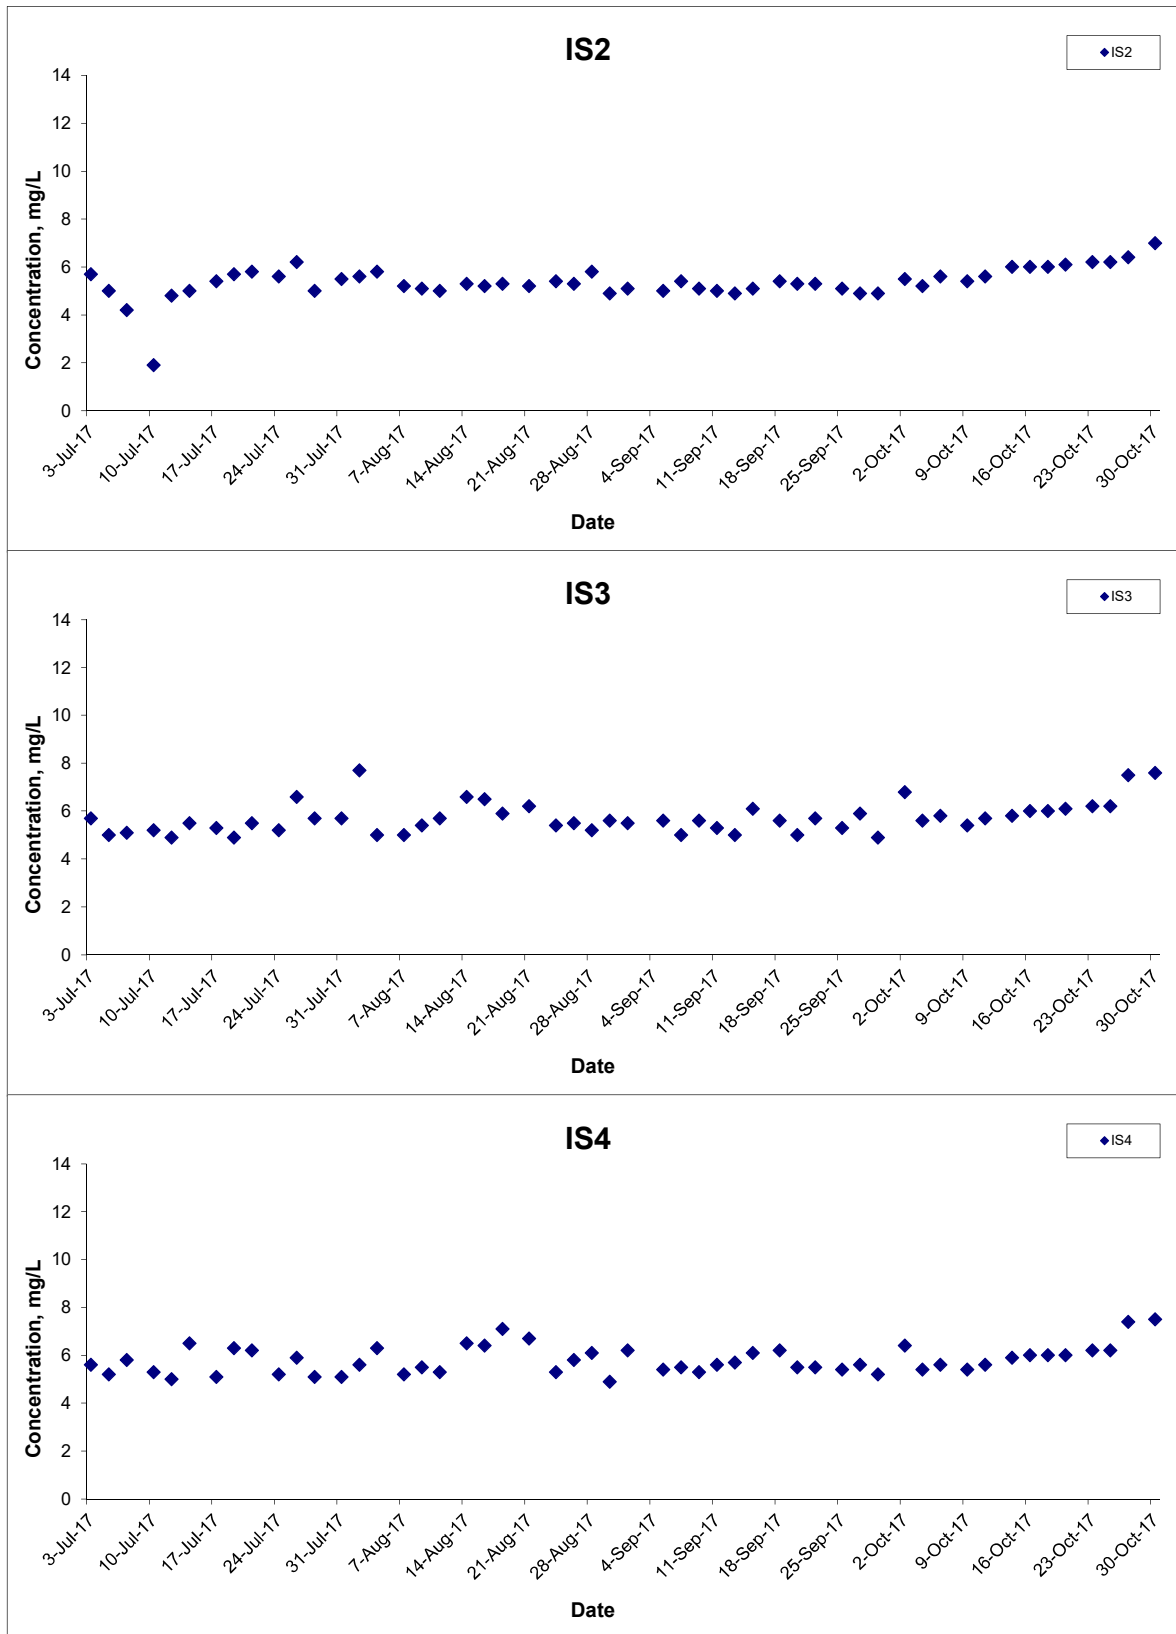 IS2
IS2
14
12
10
8
6
4
2
0
Concentration, mg/L
3-Jul-17
10-Jul-17
17-Jul-17
24-Jul-17
31-Jul-17
7-Aug-17
14-Aug-17
21-Aug-17
28-Aug-17
4-Sep-17
11-Sep-17
18-Sep-17
25-Sep-17
2-Oct-17
9-Oct-17
16-Oct-17
23-Oct-17
30-Oct-17
Date
IS3
IS3
14
12
10
8
6
4
2
0
Concentration, mg/L
3-Jul-17
10-Jul-17
17-Jul-17
24-Jul-17
31-Jul-17
7-Aug-17
14-Aug-17
21-Aug-17
28-Aug-17
4-Sep-17
11-Sep-17
18-Sep-17
25-Sep-17
2-Oct-17
9-Oct-17
16-Oct-17
23-Oct-17
30-Oct-17
Date
IS4
IS4
14
12
10
8
6
4
2
0
Concentration, mg/L
3-Jul-17
10-Jul-17
17-Jul-17
24-Jul-17
31-Jul-17
7-Aug-17
14-Aug-17
21-Aug-17
28-Aug-17
4-Sep-17
11-Sep-17
18-Sep-17
25-Sep-17
2-Oct-17
9-Oct-17
16-Oct-17
23-Oct-17
30-Oct-17
Date